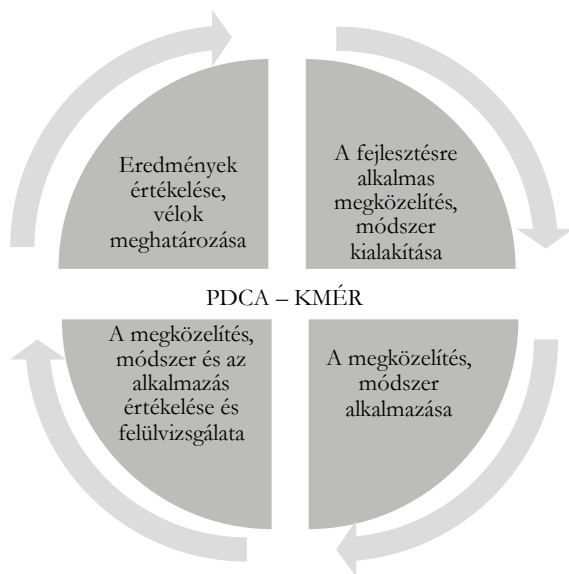 Eredmények
értékelése,
vélok
meghatározása
A fejlesztésre
alkalmas
megközelítés,
módszer
kialakítása
PDCA – KMÉR
A megközelítés,
módszer és az
alkalmazás
értékelése és
felülvizsgálata
A megközelítés,
módszer
alkalmazása